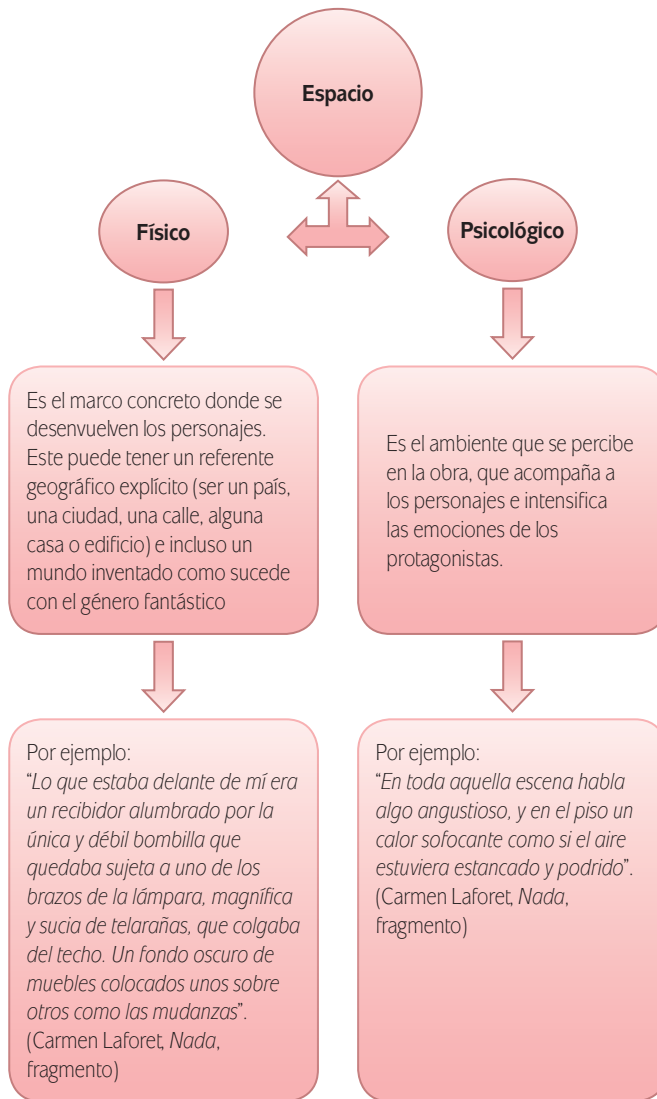 Espacio
Físico
Psicológico
Es el marco concreto donde se
desenvuelven los personajes.
Este puede tener un referente
geográfico explícito (ser un país,
una ciudad, una calle, alguna
casa o edificio) e incluso un
mundo inventado como sucede
con el género fantástico
Es el ambiente que se percibe
en la obra, que acompaña a
los personajes e intensifica
las emociones de los
protagonistas.
Por ejemplo:
“Lo que estaba delante de mí era
un recibidor alumbrado por la
única y débil bombilla que
quedaba sujeta a uno de los
brazos de la lámpara, magnífica
y sucia de telarañas, que colgaba
del techo. Un fondo oscuro de
muebles colocados unos sobre
otros como las mudanzas”.
(Carmen Laforet, Nada,
fragmento)
Por ejemplo:
“En toda aquella escena habla
algo angustioso, y en el piso un
calor sofocante como si el aire
estuviera estancado y podrido”.
(Carmen Laforet, Nada,
fragmento)